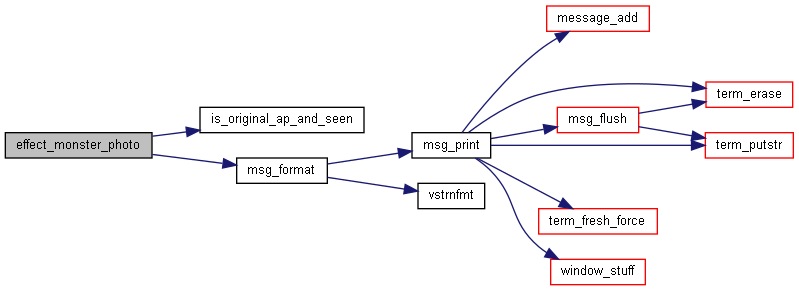 message_add
term_erase
is_original_ap_and_seen
msg_flush
effect_monster_photo
msg_print
term_putstr
msg_format
vstrnfmt
term_fresh_force
window_stuff